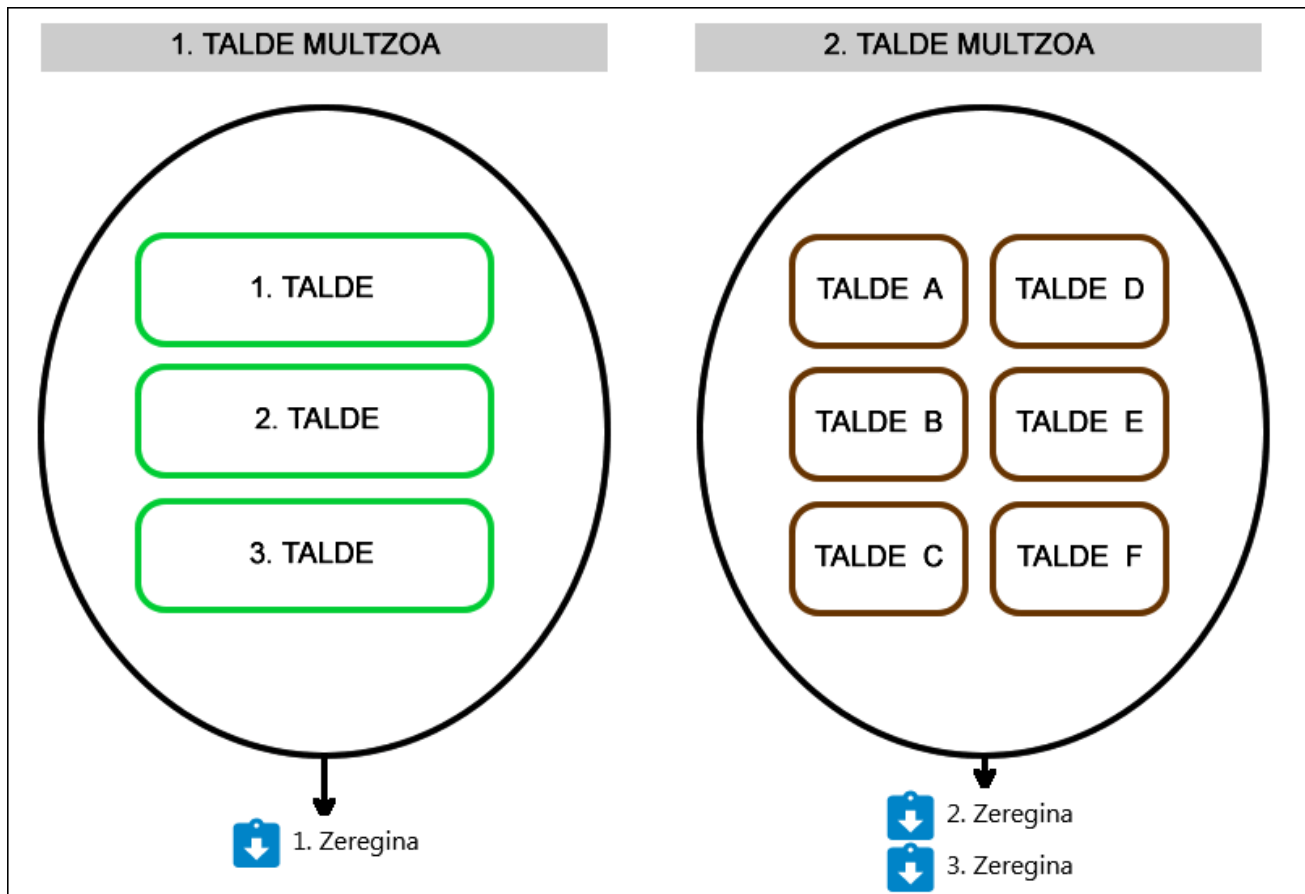 1. TALDE MULTZOA
1. TALDE
2. TALDE
3. TALDE
1. Zeregina
2. TALDE MULTZOA
TALDE A
TALDE D
TALDE B
TALDE E
TALDE C
TALDE F
2. Zeregina
3. Zeregina